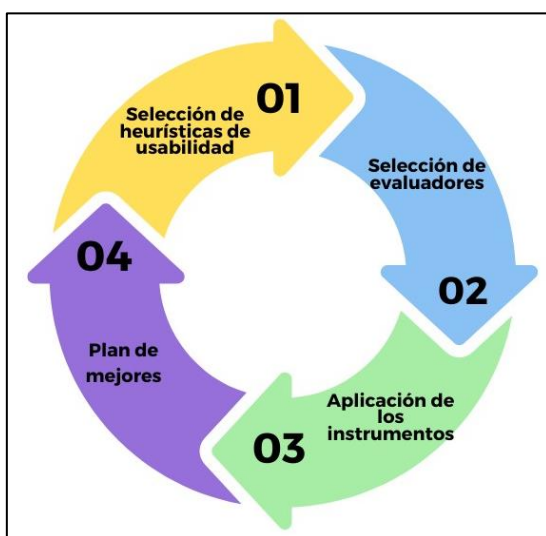 01
Selección de
heurísticas de
usabilidad
Selección de
evaluadores
02
Aplicación de
los
instrumentos
03
04
Plan de
mejores